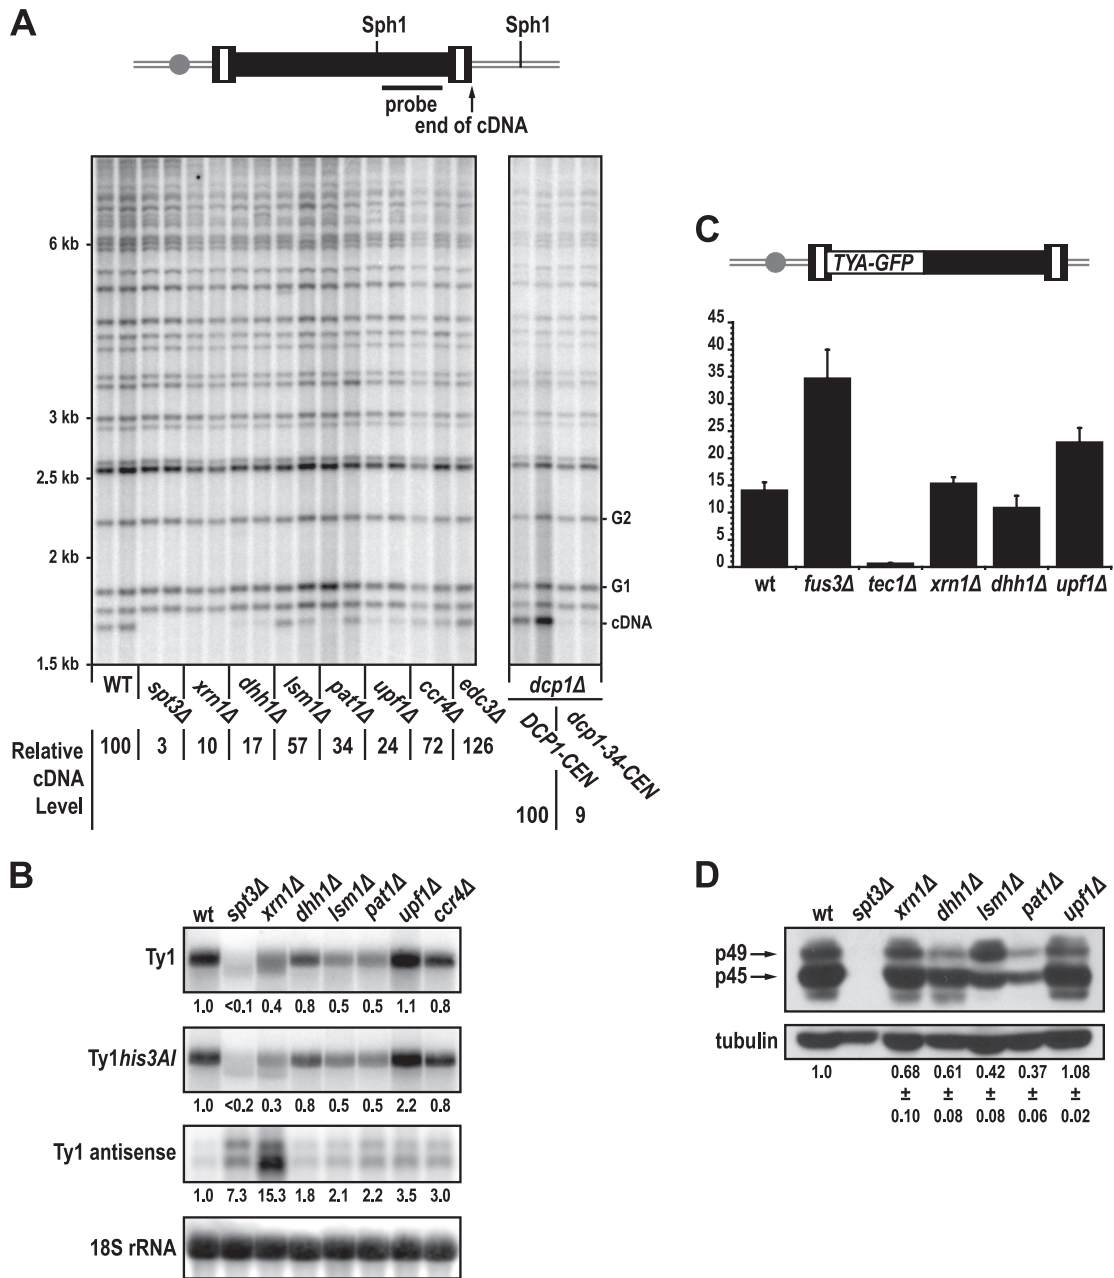 A
Sph1 Sph1
probe
end of cDNA
6 kb
3 kb
2.5 kb
2 kb
1.5 kb
G2
G1
cDNA
WT spt3Δ xrn1Δ dhh1Δ lsm1Δ pat1Δ upf1Δ ccr4Δ edc3Δ
dcp1Δ
DCP1-CEN dcp1-34-CEN
Relative
cDNA
Level
100 3 10 17 57 34 24 72 126
100 9
B
wt spt3Δ xrn1Δ dhh1Δ lsm1Δ pat1Δ upf1Δ ccr4Δ
Ty1
1.0 <0.1 0.4 0.8 0.5 0.5 1.1 0.8
Ty1his3AI
1.0 <0.2 0.3 0.8 0.5 0.5 2.2 0.8
Ty1 antisense
1.0 7.3 15.3 1.8 2.1 2.2 3.5 3.0
18S rRNA
C
TYA-GFP
45
40
35
30
25
20
15
10
5
0
wt fus3Δ tec1Δ xrn1Δ dhh1Δ upf1Δ
D
wt spt3Δ xrn1Δ dhh1Δ lsm1Δ pat1Δ upf1Δ
p49
p45
tubulin
1.0 0.68 0.61 0.42 0.37 1.08
± ± ± ± ±
0.10 0.08 0.08 0.06 0.02